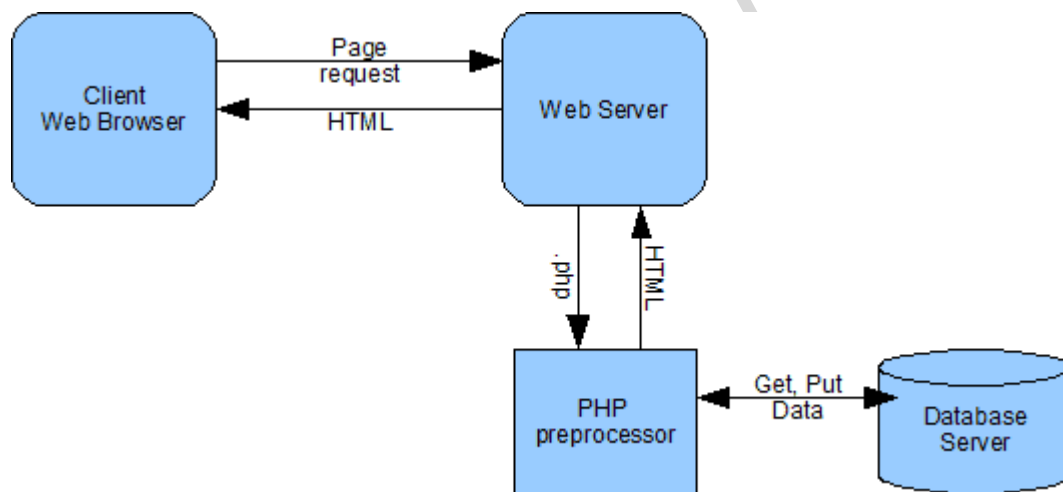 Page
request
Client
Web Browser
HTML
Web Server
.php
HTML
PHP
preprocessor
Get, Put
Data
Database
Server